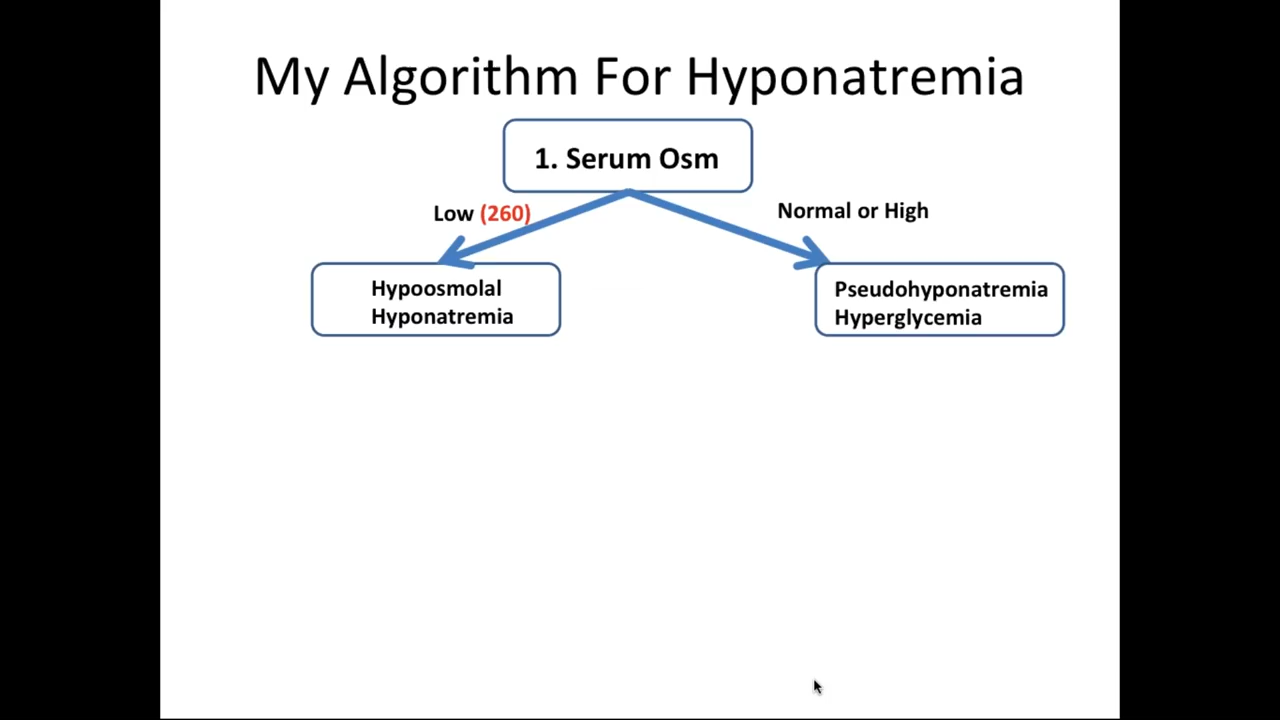 My Algorithm For Hyponatremia
1. Serum Osm
Low (260)
Normal or High
Hypoosmolal
Hyponatremia
Pseudohyponatremia
Hyperglycemia